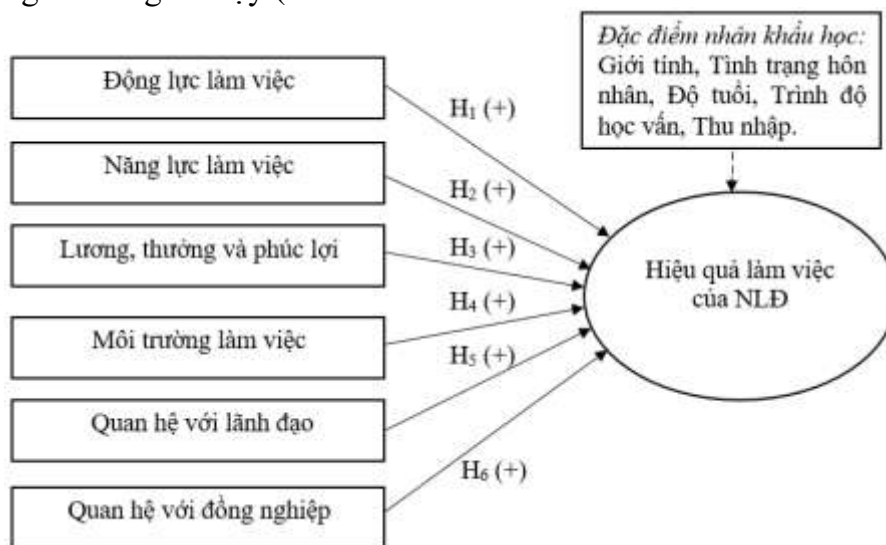 Đặc điểm nhân khẩu học:
Giới tính, Tình trạng hôn
nhân, Độ tuổi, Trình độ
học vấn, Thu nhập.
Động lực làm việc
H₁ (+)
Năng lực làm việc
H₂ (+)
Lương, thưởng và phúc lợi
H₃ (+)
Hiệu quả làm việc
của NLĐ
H₄ (+)
Môi trường làm việc
H₅ (+)
Quan hệ với lãnh đạo
H₆ (+)
Quan hệ với đồng nghiệp